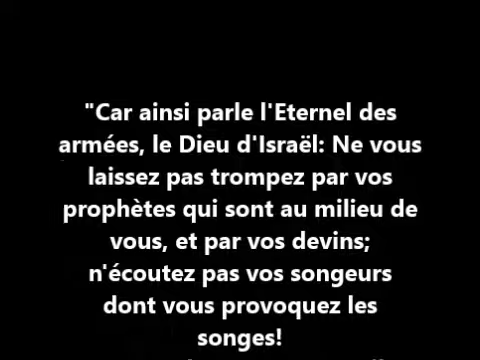 "Car ainsi parle l'Eternel des
armées, le Dieu d'Israël: Ne vous
laissez pas trompez par vos
prophètes qui sont au milieu de
vous, et par vos devins;
n'écoutez pas vos songeurs
dont vous provoquez les
songes!